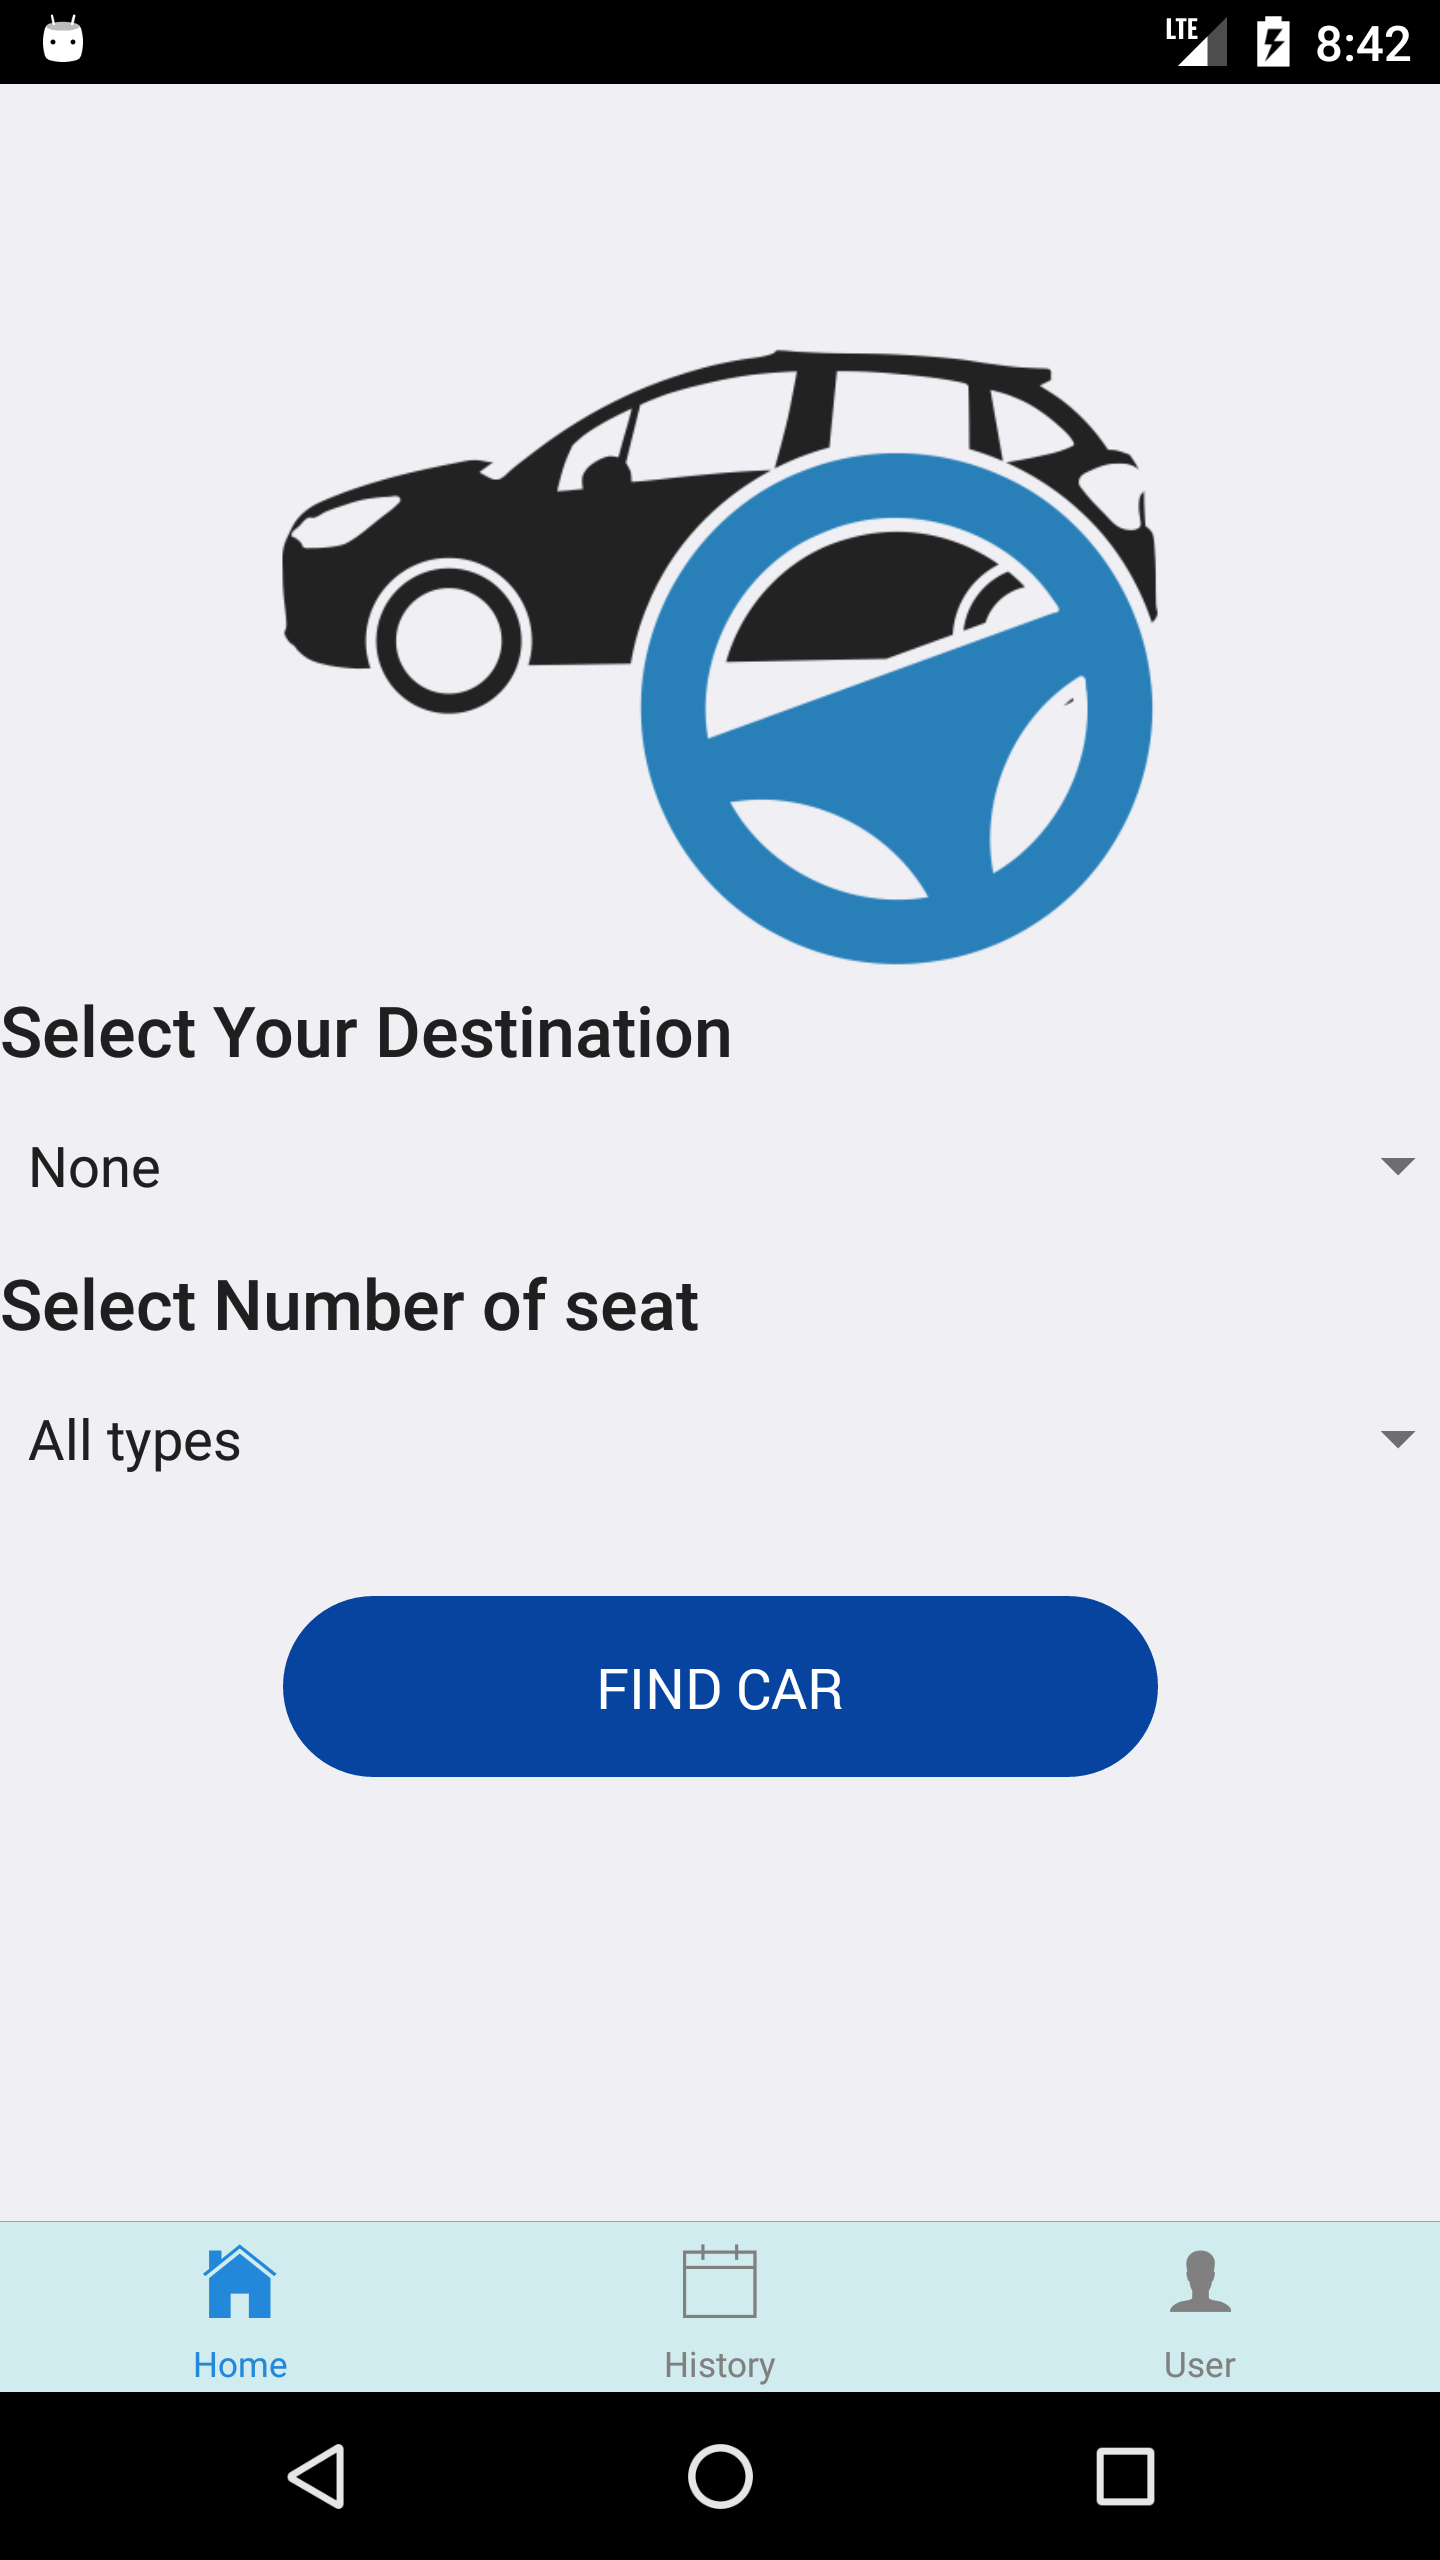 LTE 8:42
Select Your Destination
None
Select Number of seat
All types
FIND CAR
Home History User